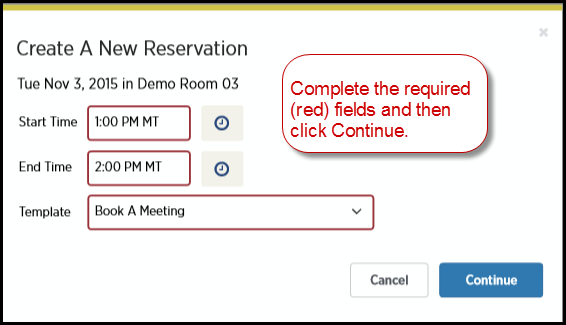 Create A New Reservation
Tue Nov 3, 2015 in Demo Room 03
Complete the required
(red) fields and then
click Continue.
Start Time 1:00 PM MT
End Time 2:00 PM MT
Template Book A Meeting
Cancel Continue